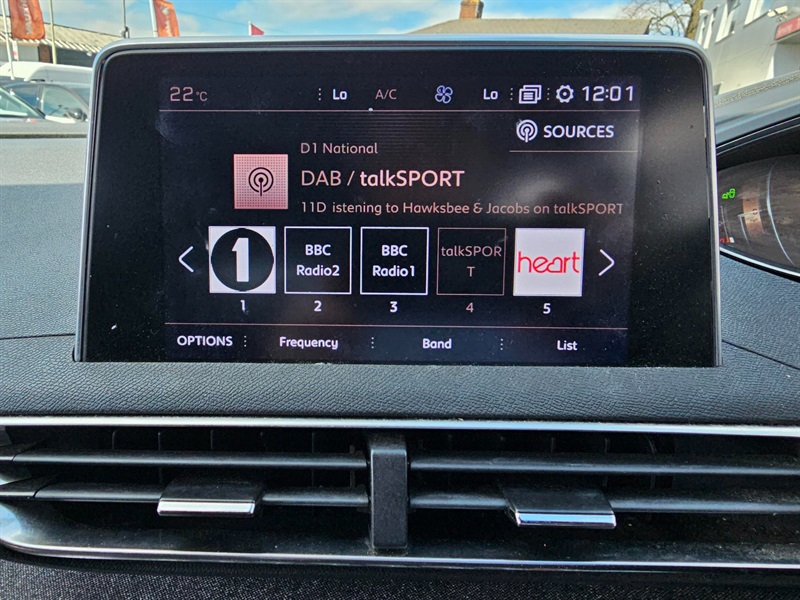 22°C
Lo
A/C
Lo
12:01
SOURCES
D1 National
DAB / talkSPORT
11D istening to Hawksbee & Jacobs on talkSPORT
1
BBC
Radio2
BBC
Radio1
talkSPOR
T
heart
1
2
3
4
5
OPTIONS
Frequency
Band
List